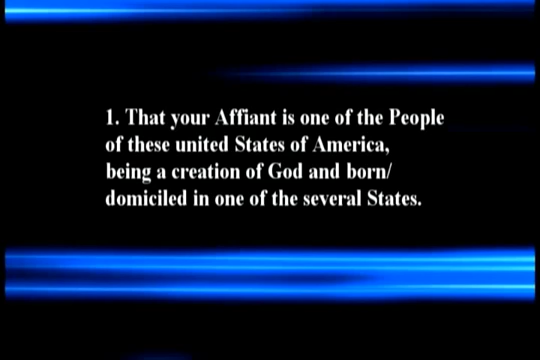 1. That your Affiant is one of the People
of these united States of America,
being a creation of God and born/
domiciled in one of the several States.